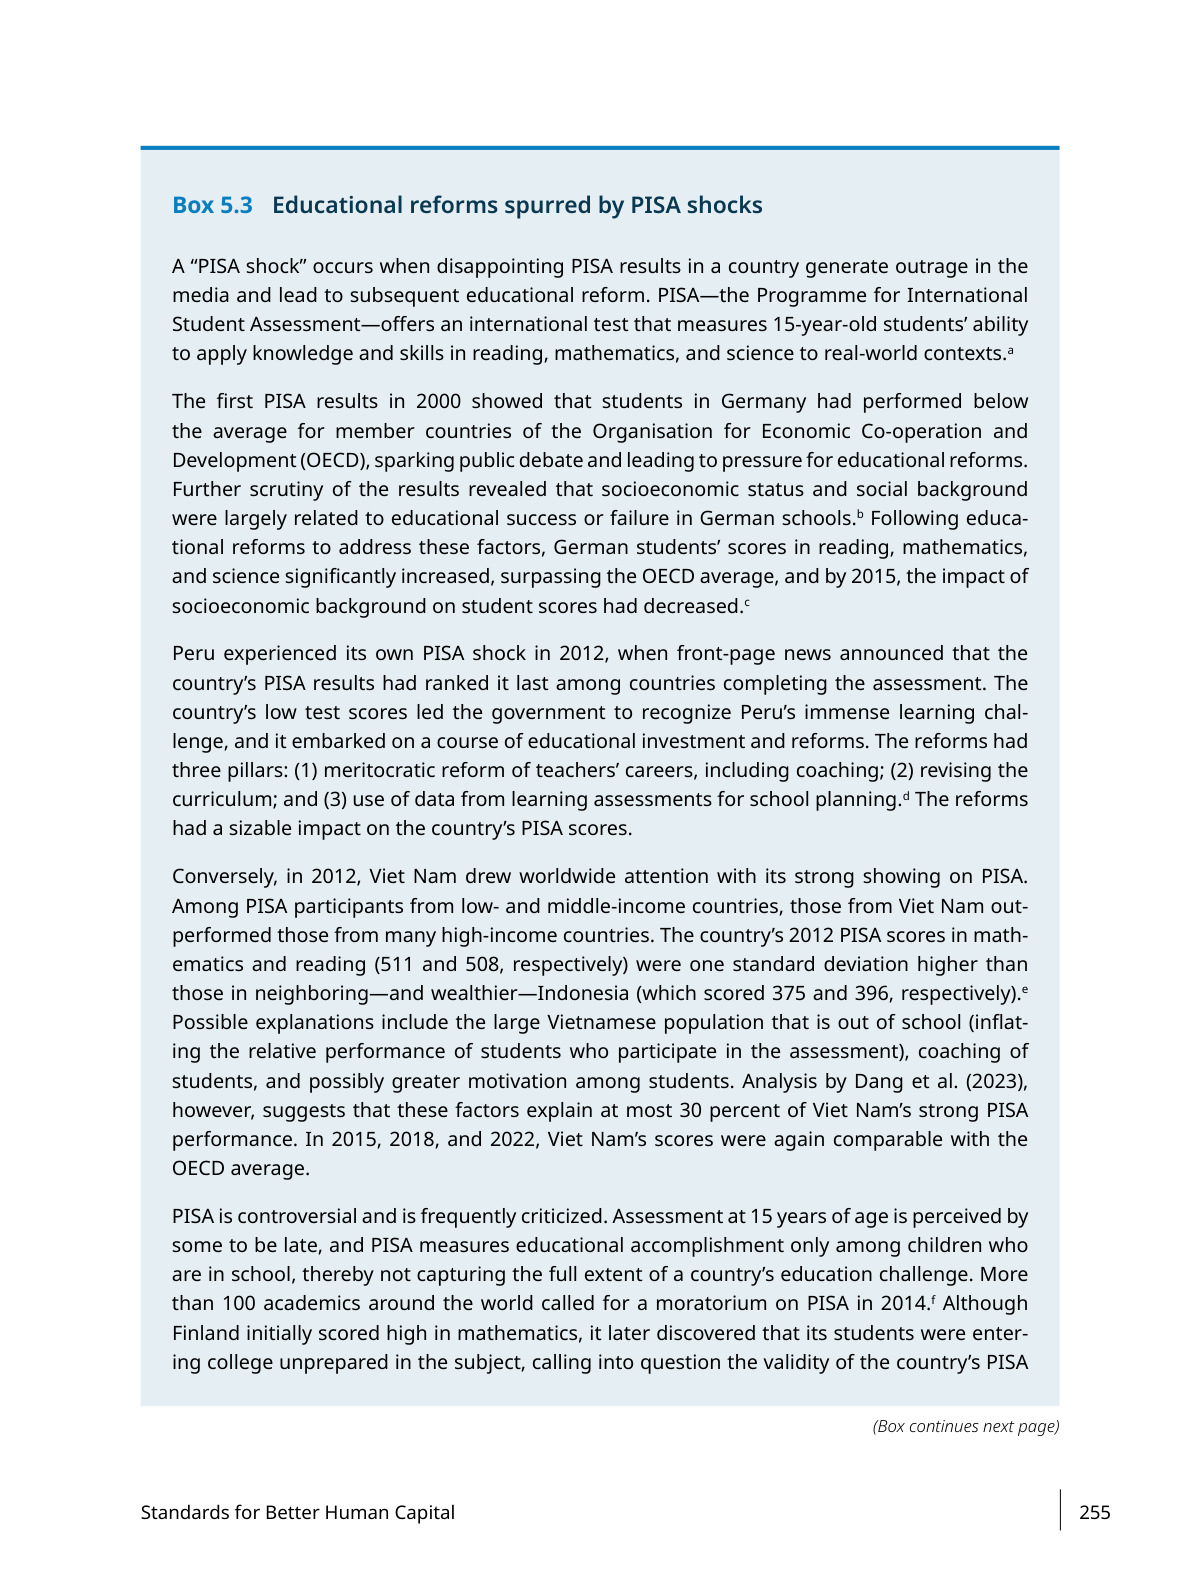 Box 5.3 Educational reforms spurred by PISA shocks
A “PISA shock” occurs when disappointing PISA results in a country generate outrage in the
media and lead to subsequent educational reform. PISA—the Programme for International
Student Assessment—offers an international test that measures 15-year-old students’ ability
to apply knowledge and skills in reading, mathematics, and science to real-world contexts.a
The first PISA results in 2000 showed that students in Germany had performed below
the average for member countries of the Organisation for Economic Co-operation and
Development (OECD), sparking public debate and leading to pressure for educational reforms.
Further scrutiny of the results revealed that socioeconomic status and social background
were largely related to educational success or failure in German schools.b Following educa-
tional reforms to address these factors, German students’ scores in reading, mathematics,
and science significantly increased, surpassing the OECD average, and by 2015, the impact of
socioeconomic background on student scores had decreased.c
Peru experienced its own PISA shock in 2012, when front-page news announced that the
country’s PISA results had ranked it last among countries completing the assessment. The
country’s low test scores led the government to recognize Peru’s immense learning chal-
lenge, and it embarked on a course of educational investment and reforms. The reforms had
three pillars: (1) meritocratic reform of teachers’ careers, including coaching; (2) revising the
curriculum; and (3) use of data from learning assessments for school planning.d The reforms
had a sizable impact on the country’s PISA scores.
Conversely, in 2012, Viet Nam drew worldwide attention with its strong showing on PISA.
Among PISA participants from low- and middle-income countries, those from Viet Nam out-
performed those from many high-income countries. The country’s 2012 PISA scores in math-
ematics and reading (511 and 508, respectively) were one standard deviation higher than
those in neighboring—and wealthier—Indonesia (which scored 375 and 396, respectively).e
Possible explanations include the large Vietnamese population that is out of school (inflat-
ing the relative performance of students who participate in the assessment), coaching of
students, and possibly greater motivation among students. Analysis by Dang et al. (2023),
however, suggests that these factors explain at most 30 percent of Viet Nam’s strong PISA
performance. In 2015, 2018, and 2022, Viet Nam’s scores were again comparable with the
OECD average.
PISA is controversial and is frequently criticized. Assessment at 15 years of age is perceived by
some to be late, and PISA measures educational accomplishment only among children who
are in school, thereby not capturing the full extent of a country’s education challenge. More
than 100 academics around the world called for a moratorium on PISA in 2014.f Although
Finland initially scored high in mathematics, it later discovered that its students were enter-
ing college unprepared in the subject, calling into question the validity of the country’s PISA
(Box continues next page)
Standards for Better Human Capital 255